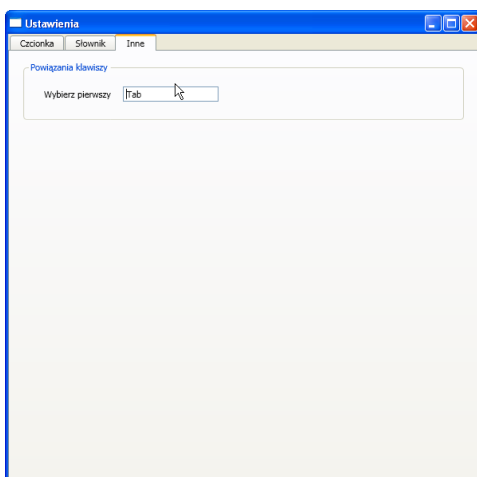 Ustawienia
Czcionka Słownik Inne
Powiązania klawiszy
Wybierz pierwszy Tab